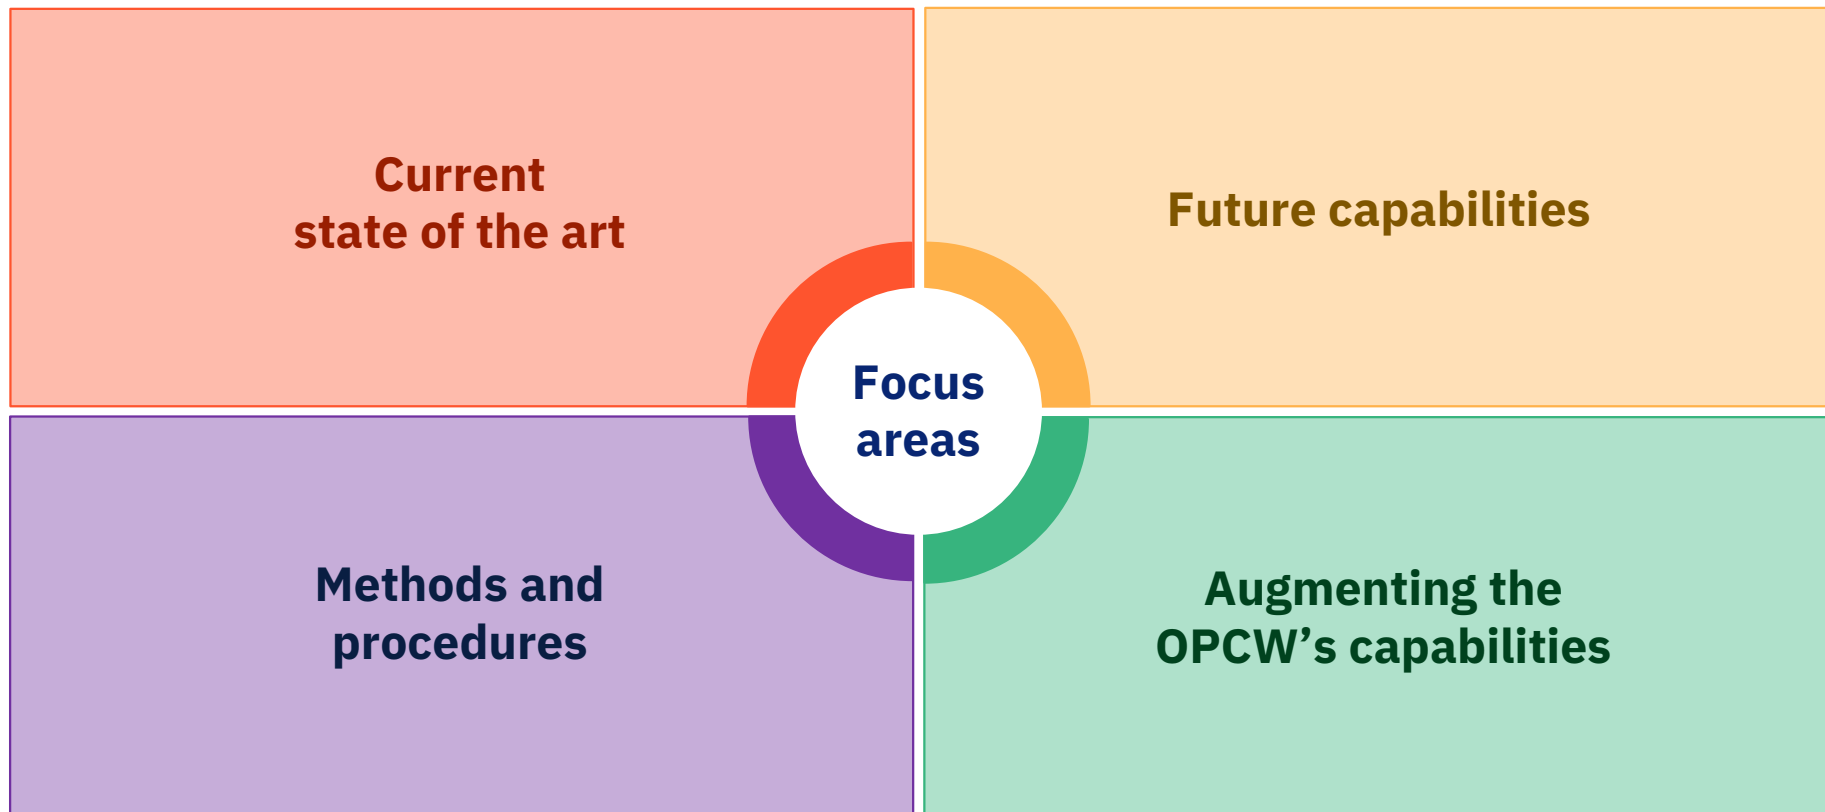 Current
state of the art
Future capabilities
Focus
areas
Methods and
procedures
Augmenting the
OPCW’s capabilities